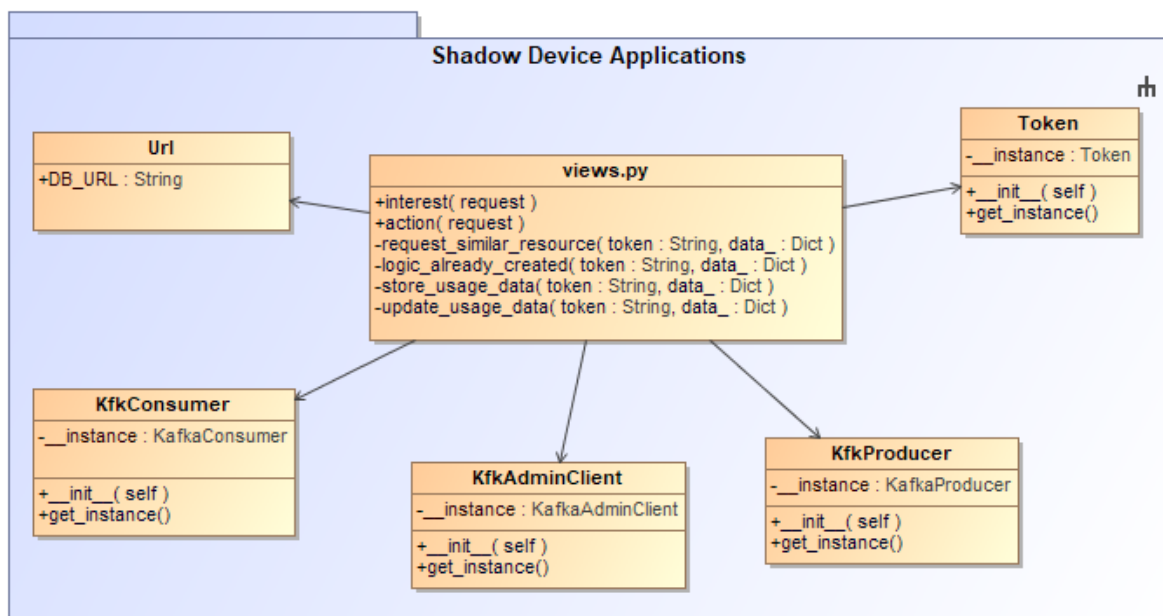 Shadow Device Applications
Url
+DB_URL : String
views.py
+interest( request )
+action( request )
-request_similar_resource( token : String, data_ : Dict )
-logic_already_created( token : String, data_ : Dict )
-store_usage_data( token : String, data_ : Dict )
-update_usage_data( token : String, data_ : Dict )
Token
-__instance : Token
+__init__( self )
+get_instance()
KfkConsumer
-__instance : KafkaConsumer
+__init__( self )
+get_instance()
KfkAdminClient
-__instance : KafkaAdminClient
+__init__( self )
+get_instance()
KfkProducer
-__instance : KafkaProducer
+__init__( self )
+get_instance()